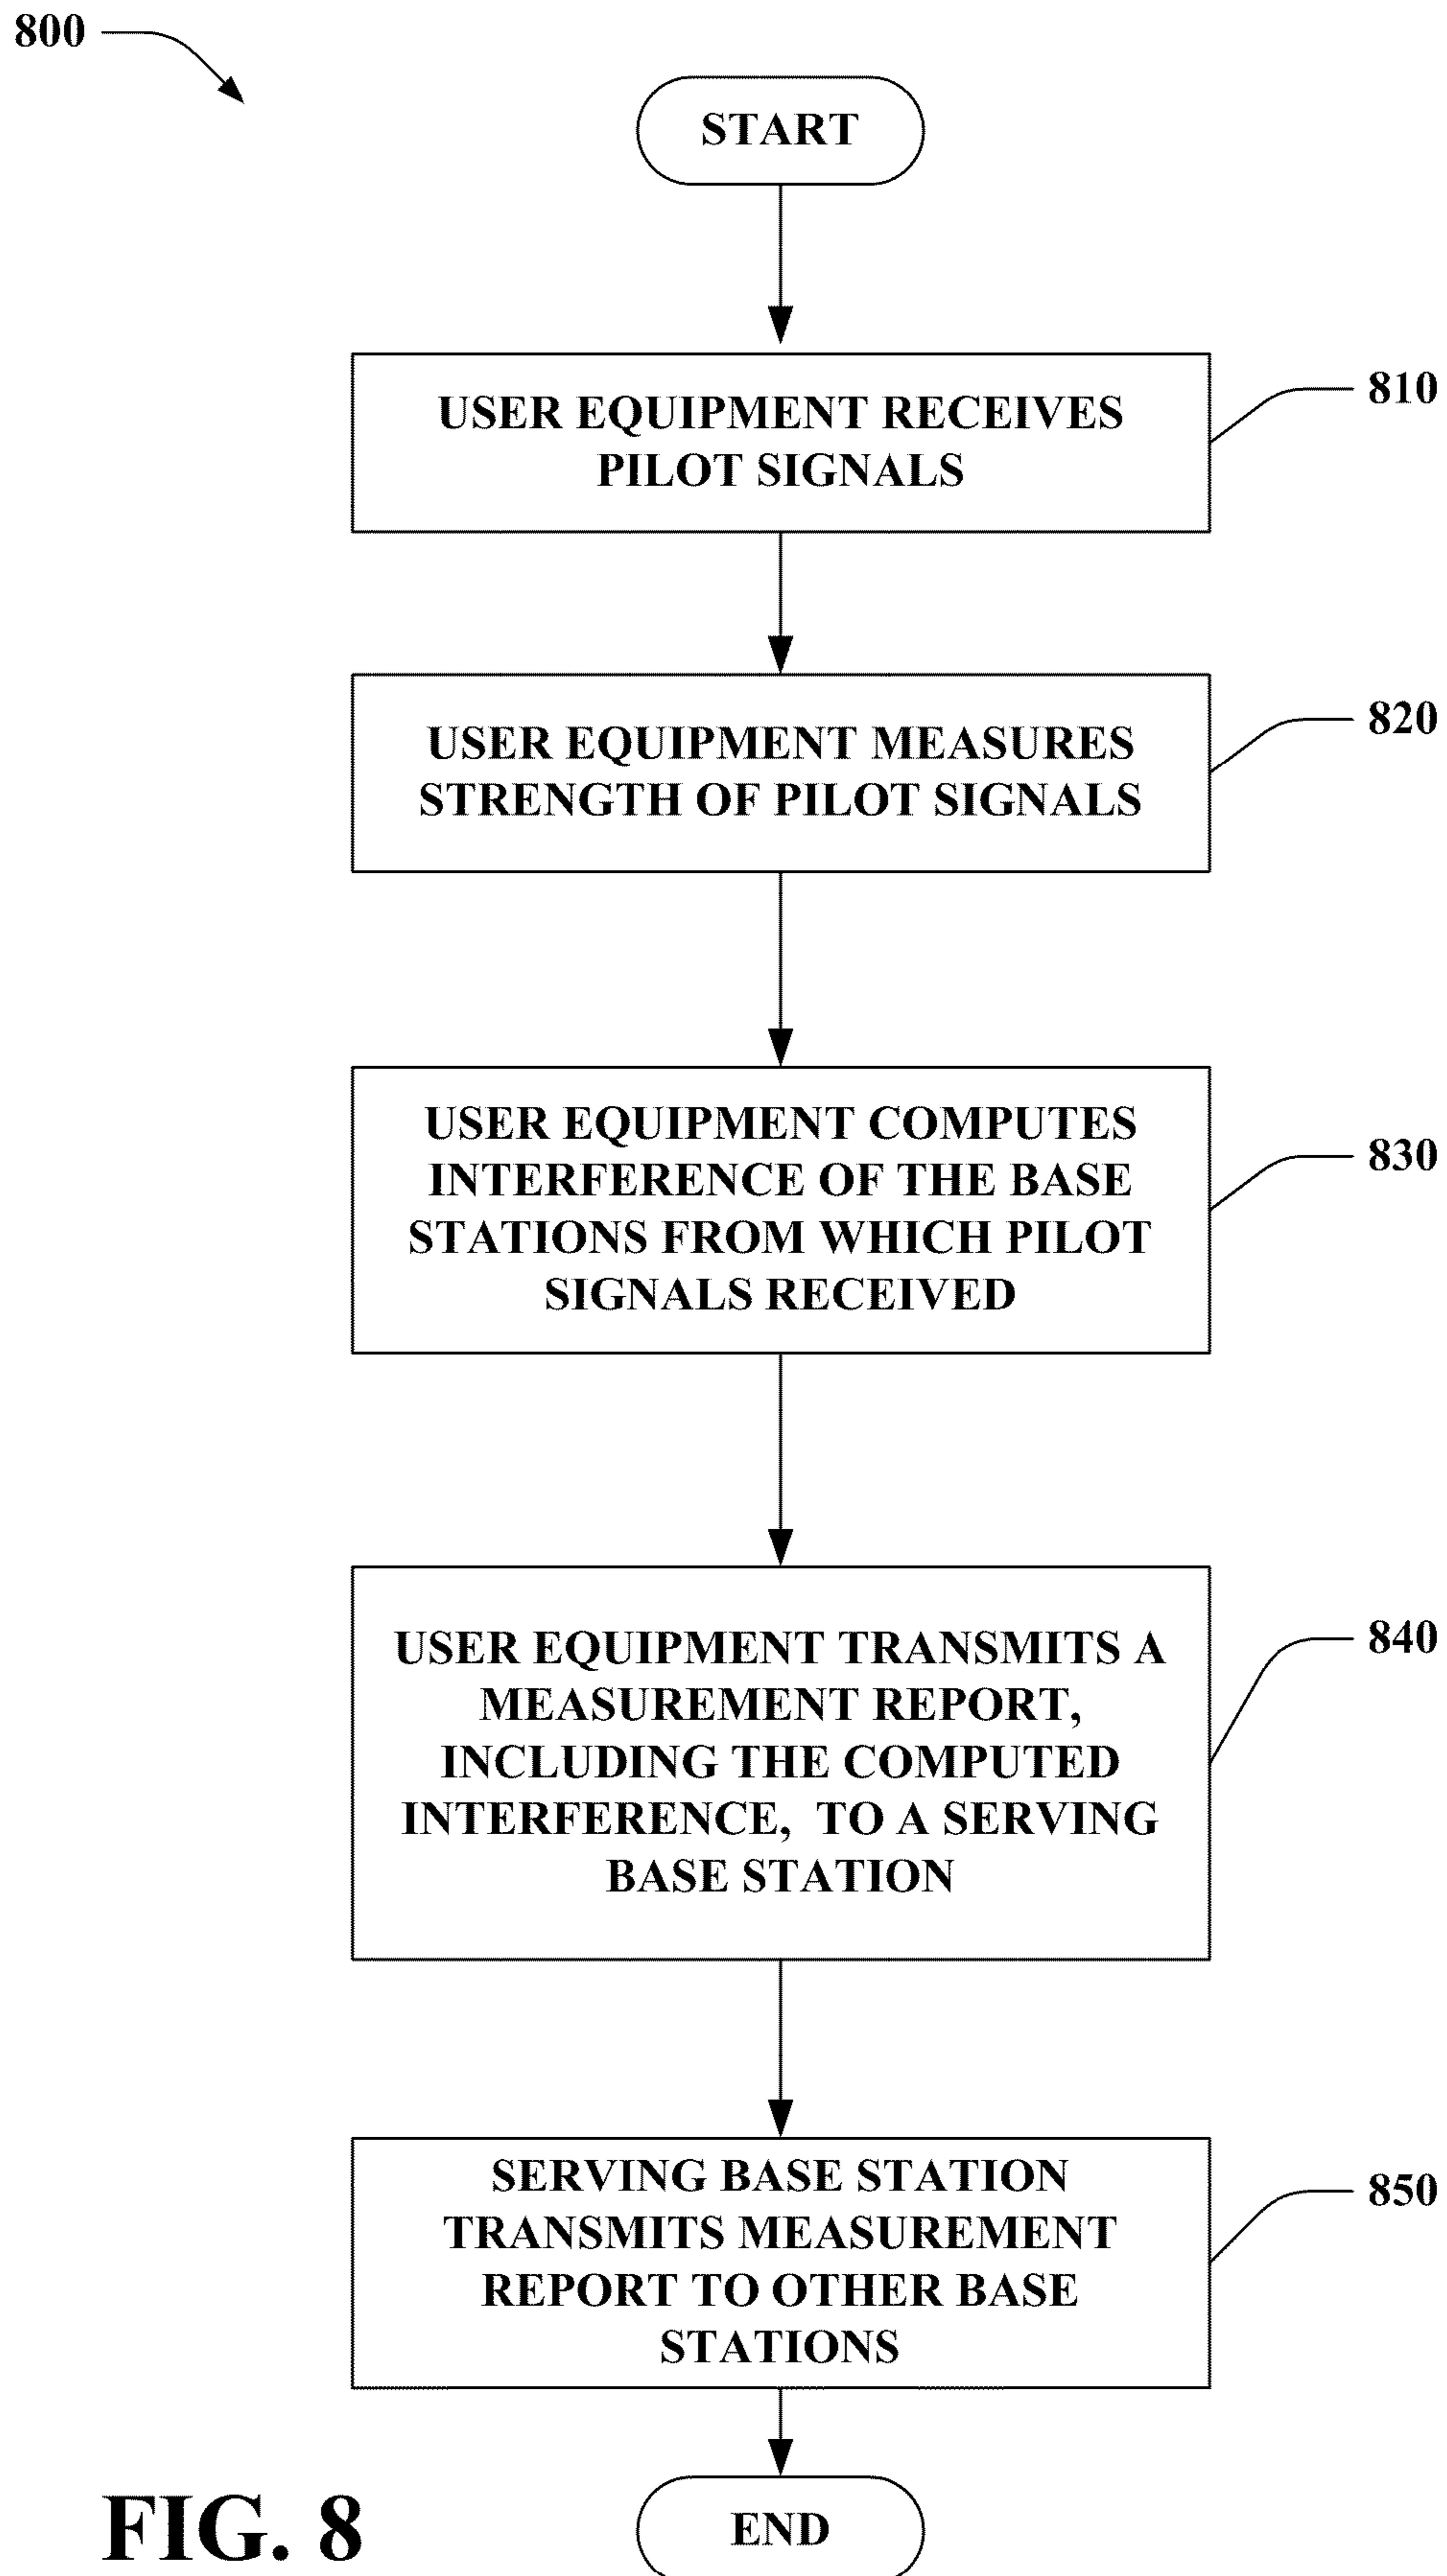 800
START
USER EQUIPMENT RECEIVES
PILOT SIGNALS
810
USER EQUIPMENT MEASURES
STRENGTH OF PILOT SIGNALS
820
USER EQUIPMENT COMPUTES
INTERFERENCE OF THE BASE
STATIONS FROM WHICH PILOT
SIGNALS RECEIVED
830
USER EQUIPMENT TRANSMITS A
MEASUREMENT REPORT,
INCLUDING THE COMPUTED
INTERFERENCE, TO A SERVING
BASE STATION
840
SERVING BASE STATION
TRANSMITS MEASUREMENT
REPORT TO OTHER BASE
STATIONS
850
END
FIG. 8